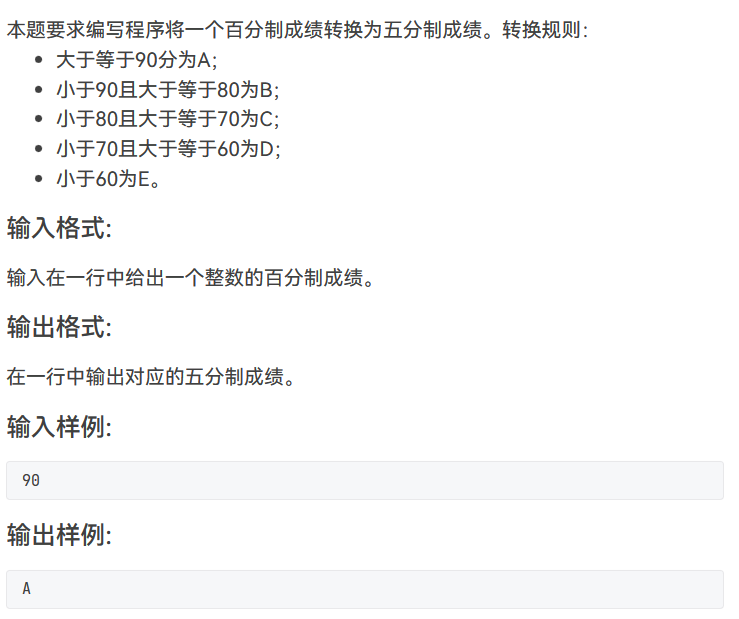 本题要求编写程序将一个百分制成绩转换为五分制成绩。转换规则：
大于等于90分为A；
小于90且大于等于80为B；
小于80且大于等于70为C；
小于70且大于等于60为D；
小于60为E。
输入格式:
输入在一行中给出一个整数的百分制成绩。
输出格式:
在一行中输出对应的五分制成绩。
输入样例:
90
输出样例:
A